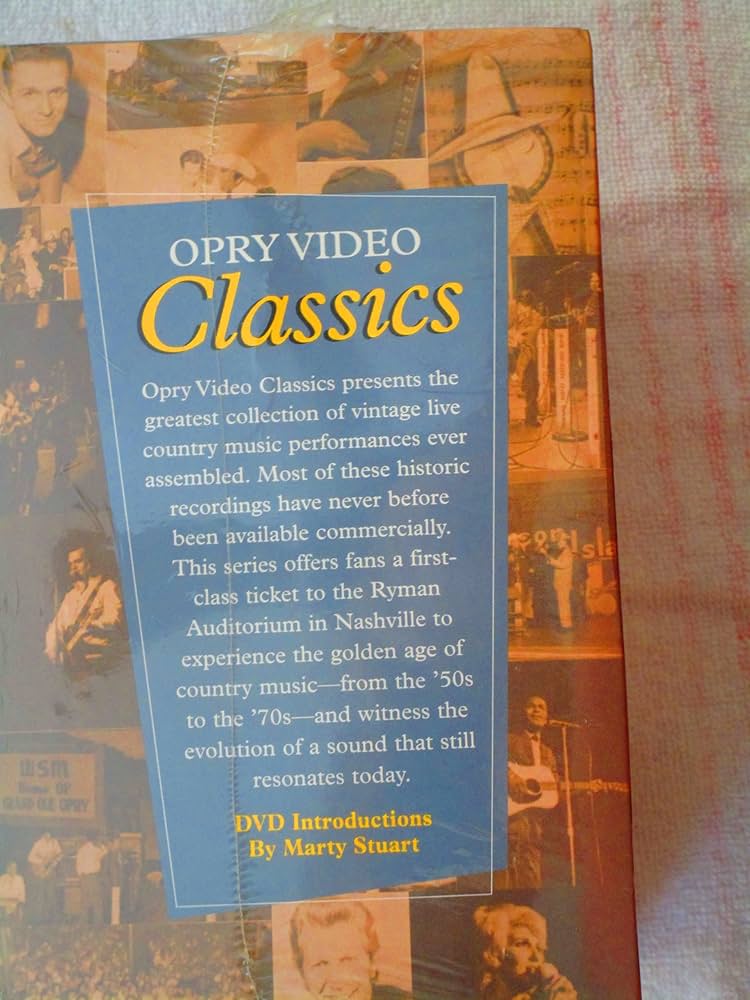 OPRY VIDEO
Classics
Opry Video Classics presents the
greatest collection of vintage live
country music performances ever
assembled. Most of these historic
recordings have never before
been available commercially.
This series offers fans a first-
class ticket to the Ryman
Auditorium in Nashville to
experience the golden age of
country music—from the ’50s
to the ’70s—and witness the
evolution of a sound that still
resonates today.
DVD Introductions
By Marty Stuart
WSM
Home OF
GRAND OLE OPRY